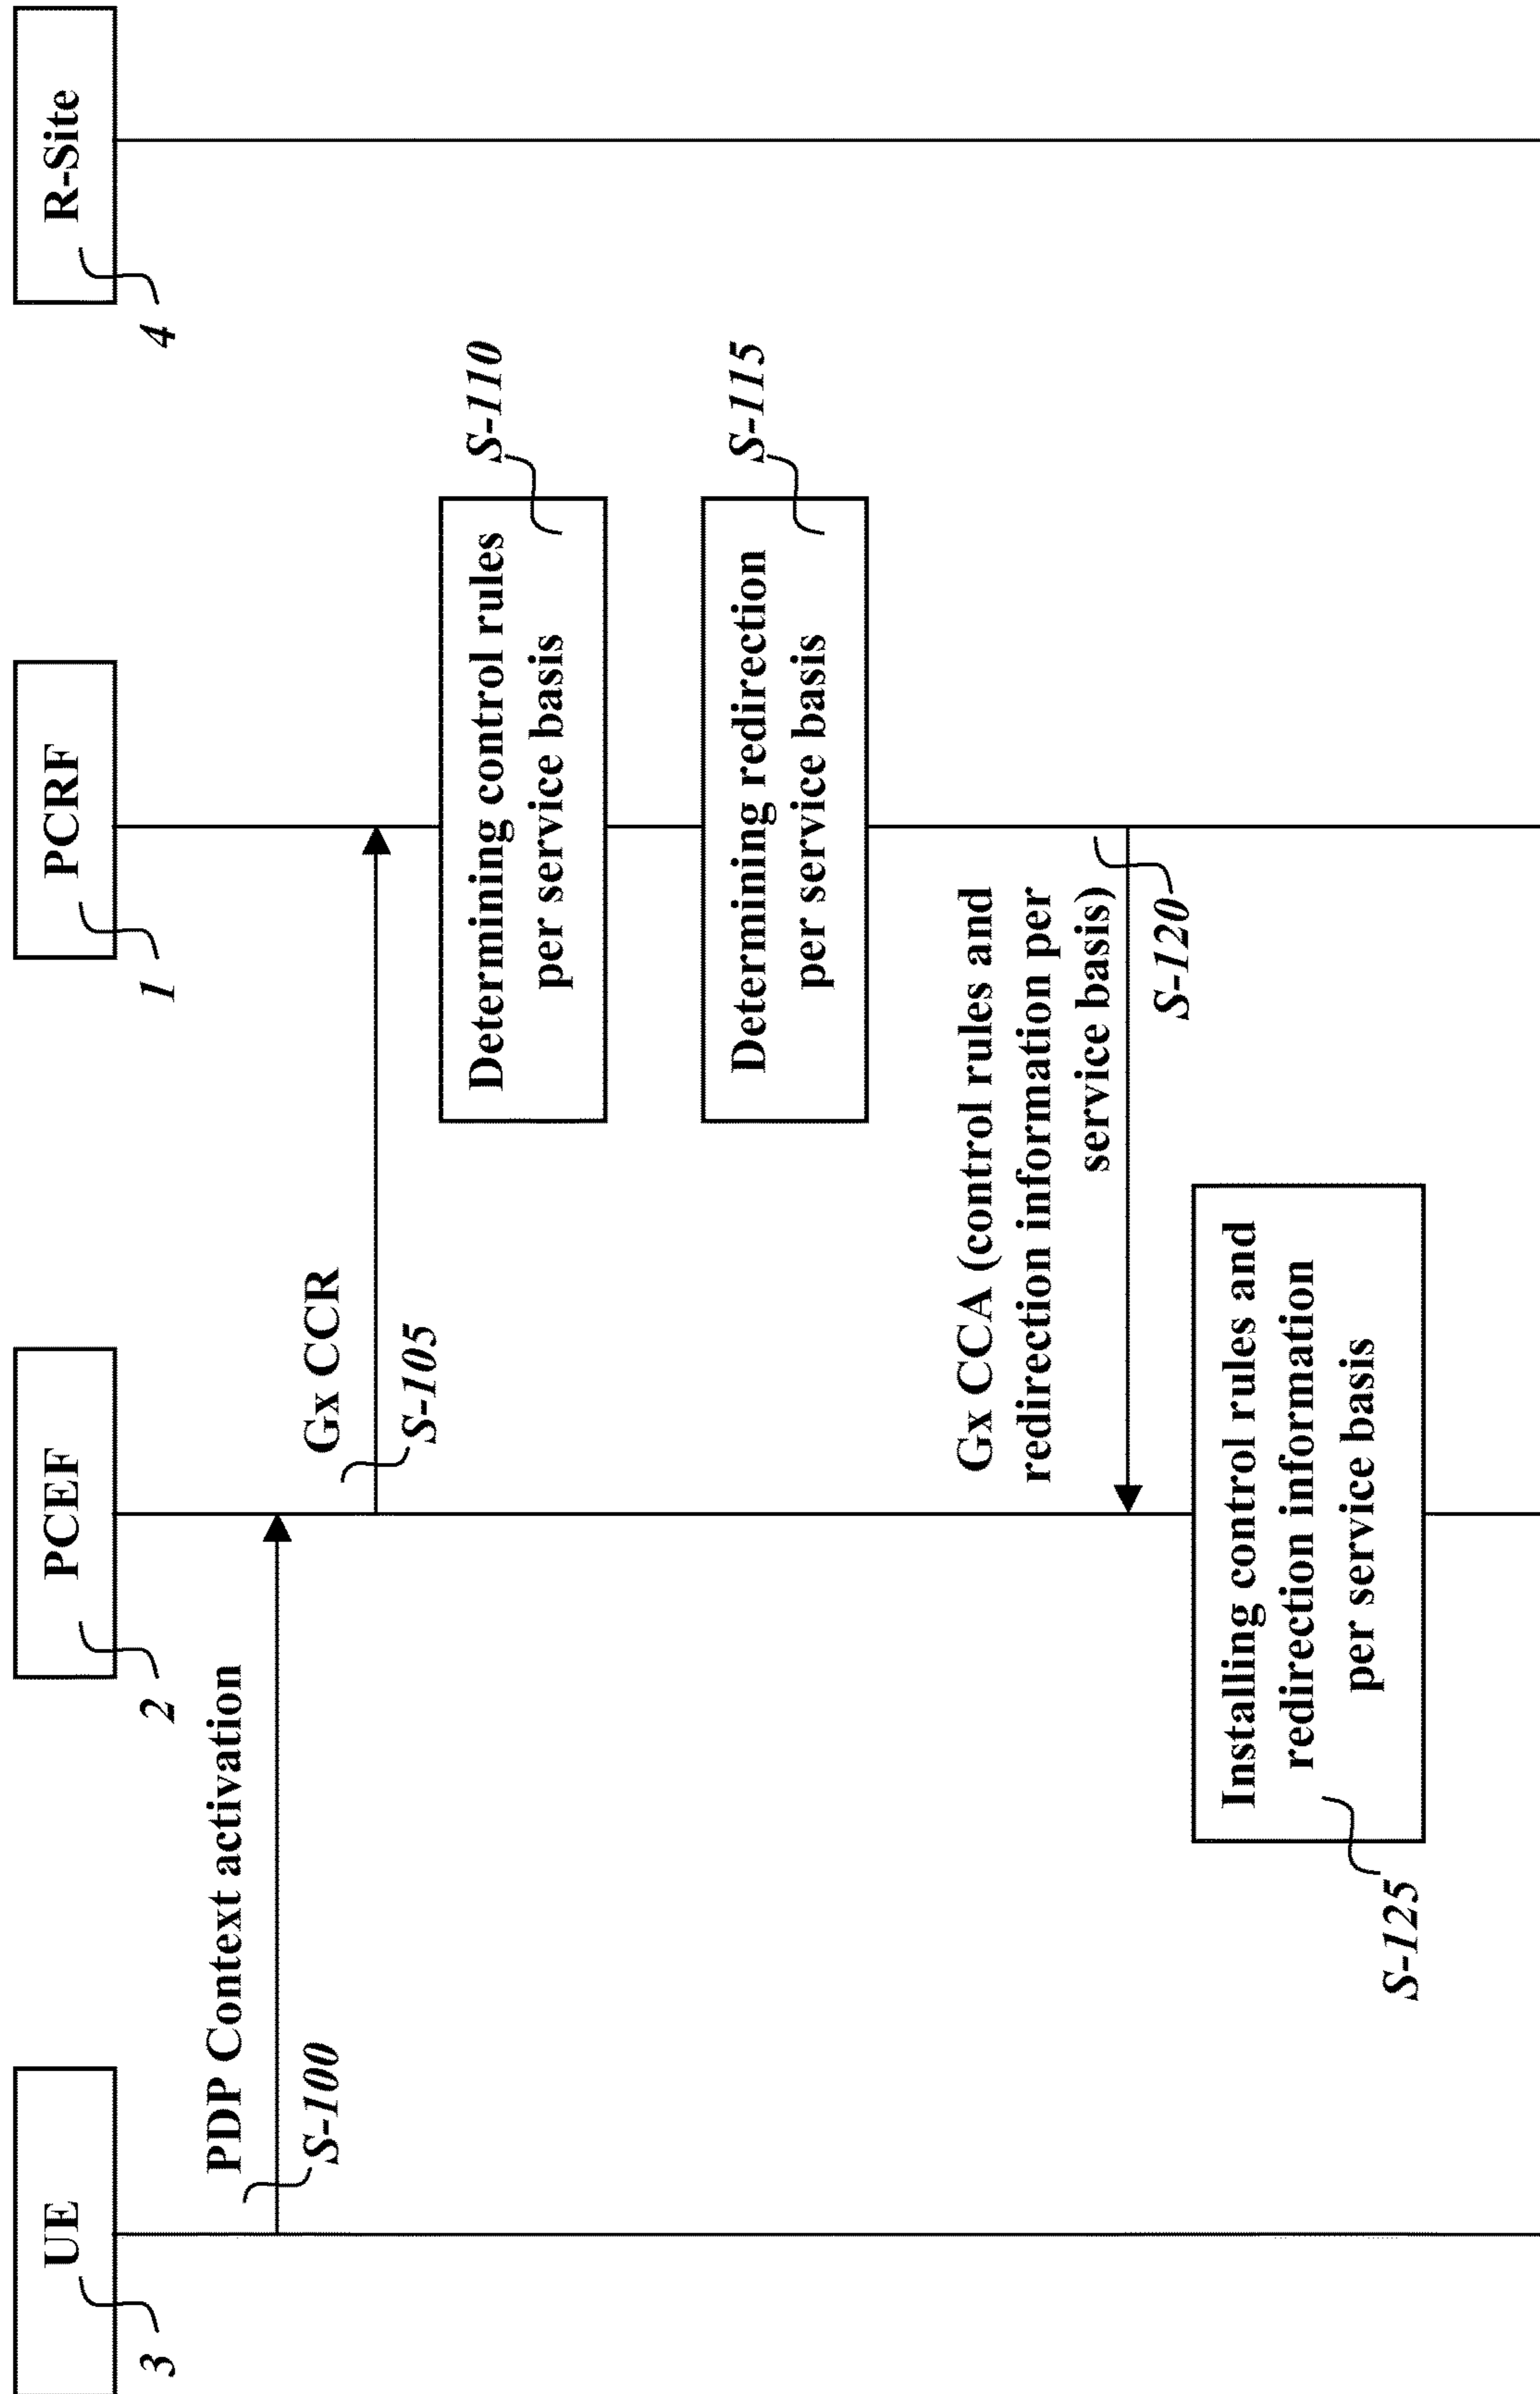 UE
PCEF
PCRF
R-Site
3
2
1
4
PDP Context activation
S-100
Gx CCR
S-105
Determining control rules
per service basis
S-110
Determining redirection
per service basis
S-115
Gx CCA (control rules and
redirection information per
service basis)
S-120
Installing control rules and
redirection information
per service basis
S-125